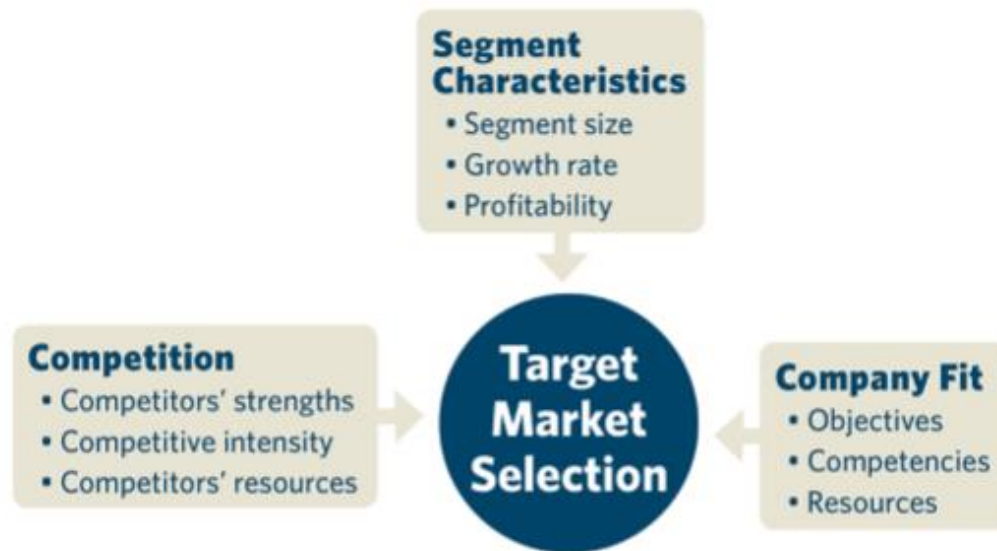 Segment
Characteristics
▪ Segment size
▪ Growth rate
▪ Profitability
Competition
▪ Competitors’ strengths
▪ Competitive intensity
▪ Competitors’ resources
Target
Market
Selection
Company Fit
▪ Objectives
▪ Competencies
▪ Resources